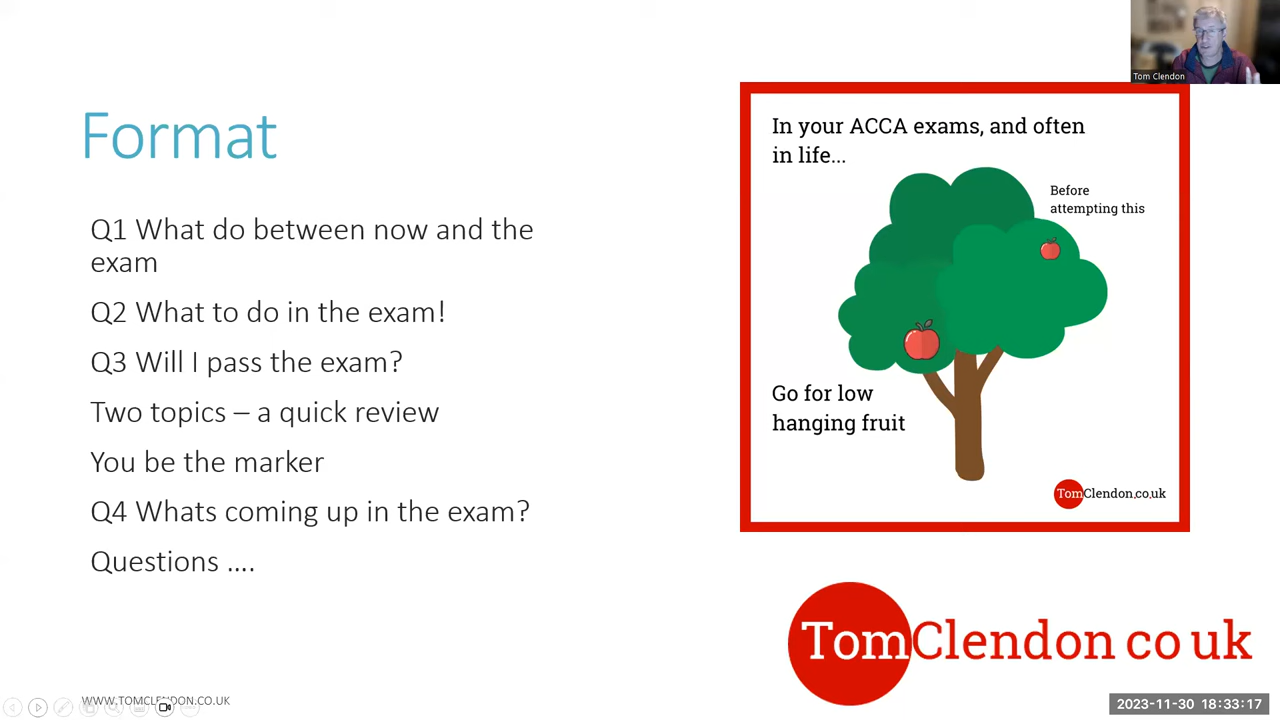 Tom Clendon
Format
Q1 What do between now and the
exam
Q2 What to do in the exam!
Q3 Will I pass the exam?
Two topics – a quick review
You be the marker
Q4 Whats coming up in the exam?
Questions ….
In your ACCA exams, and often
in life...
Before
attempting this
Go for low
hanging fruit
TomClendon.co.uk
TomClendon co uk
WWW.TOMCLENDON.CO.UK
2023-11-30 18:33:17